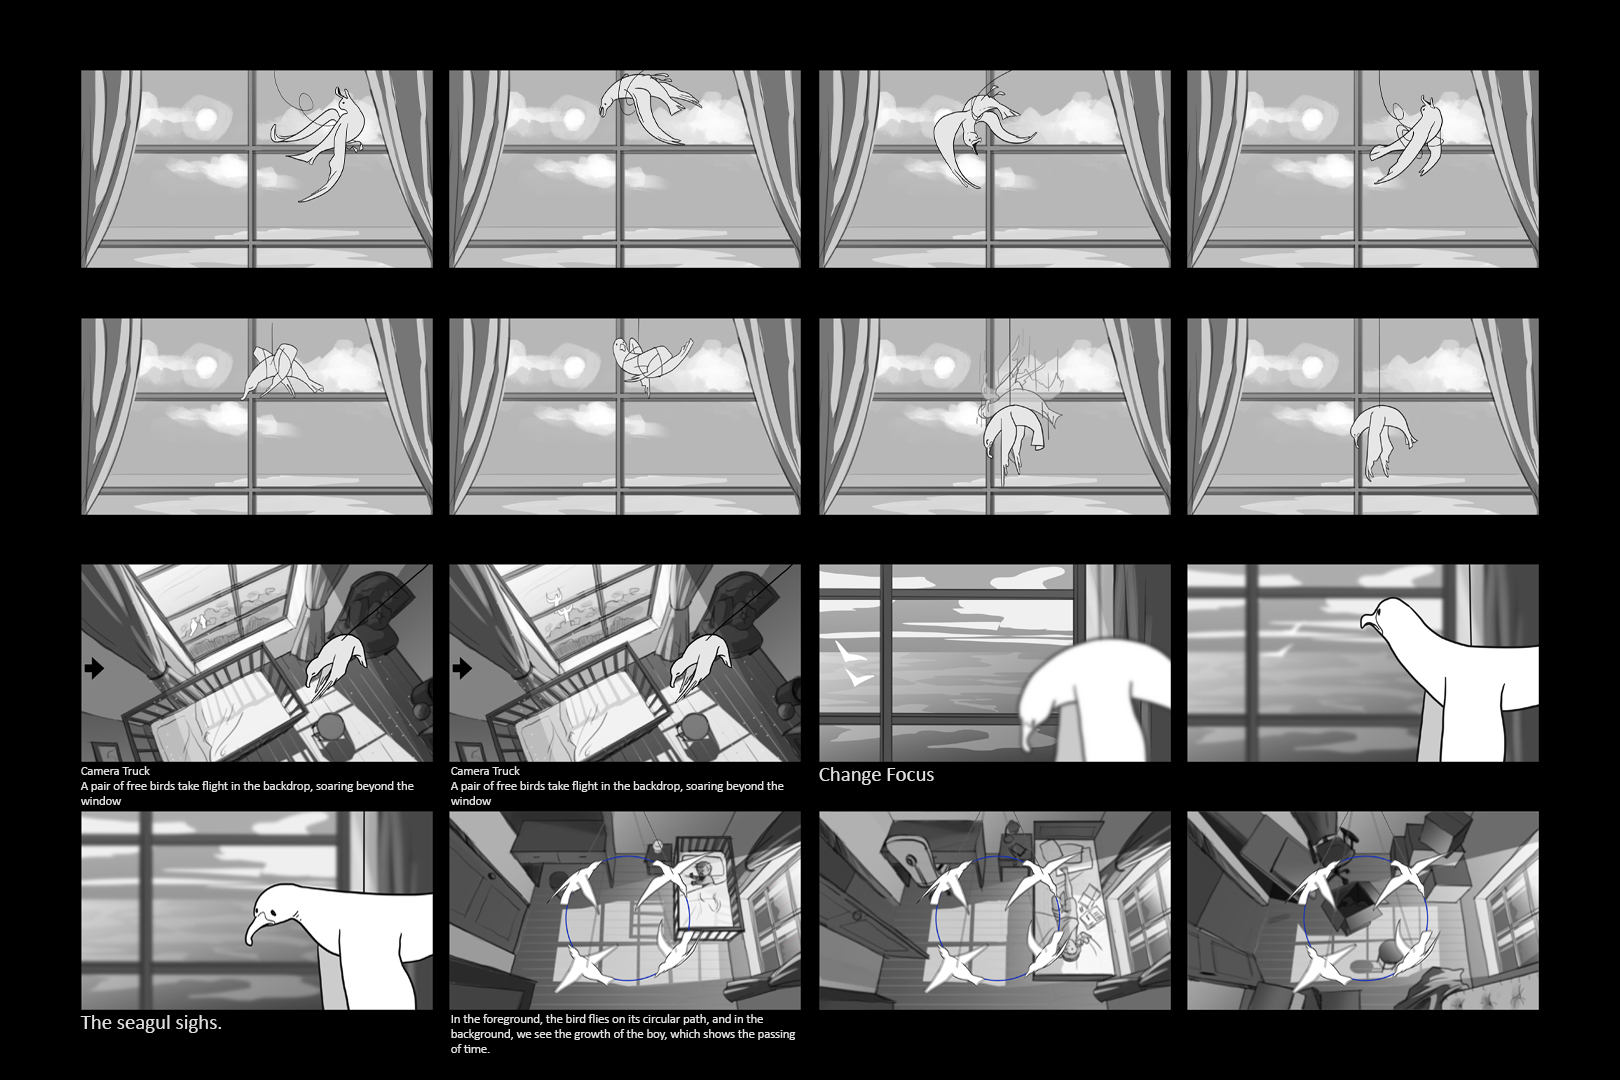 Camera Truck
A pair of free birds take flight in the backdrop, soaring beyond the
window
Camera Truck
A pair of free birds take flight in the backdrop, soaring beyond the
window
Change Focus
The seagul sighs.
In the foreground, the bird flies on its circular path, and in the
background, we see the growth of the boy, which shows the passing
of time.